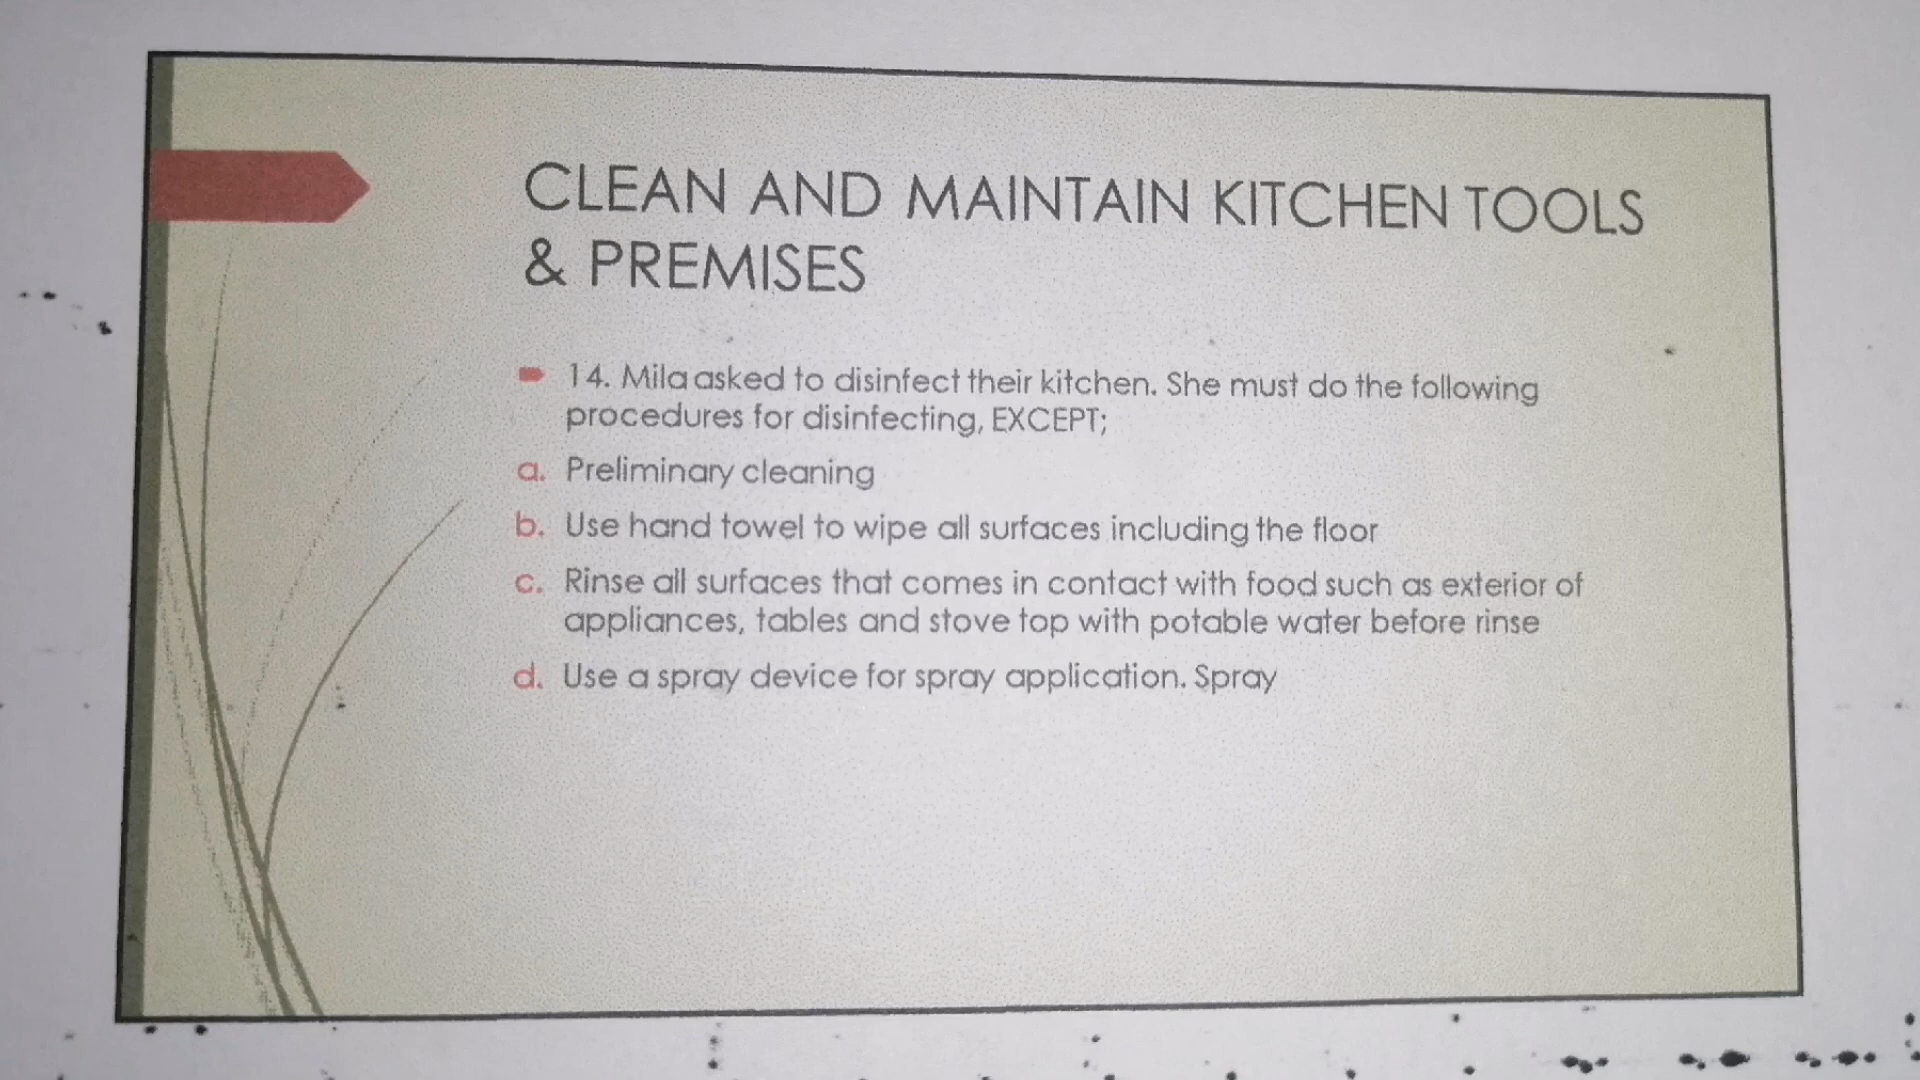 CLEAN AND MAINTAIN KITCHEN TOOLS
& PREMISES
14. Mila asked to disinfect their kitchen. She must do the following
procedures for disinfecting, EXCEPT;
a. Preliminary cleaning
b. Use hand towel to wipe all surfaces including the floor
c. Rinse all surfaces that comes in contact with food such as exterior of
appliances, tables and stove top with potable water before rinse
d. Use a spray device for spray application. Spray